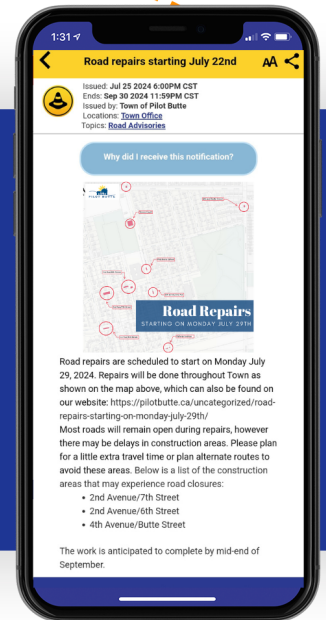 1:31
Road repairs starting July 22nd
AA
Issued: Jul 25 2024 6:00PM CST
Ends: Sep 30 2024 11:59PM CST
Issued by: Town of Pilot Butte
Locations: Town Office
Topics: Road Advisories
Why did I receive this notification?
PILOT BUTTE
Road Repairs
STARTING ON MONDAY JULY 29TH
Road repairs are scheduled to start on Monday July
29, 2024. Repairs will be done throughout Town as
shown on the map above, which can also be found on
our website: https://pilotbutte.ca/uncategorized/road-
repairs-starting-on-monday-july-29th/
Most roads will remain open during repairs, however
there may be delays in construction areas. Please plan
for a little extra travel time or plan alternate routes to
avoid these areas. Below is a list of the construction
areas that may experience road closures:
• 2nd Avenue/7th Street
• 2nd Avenue/6th Street
• 4th Avenue/Butte Street
The work is anticipated to complete by mid-end of
September.